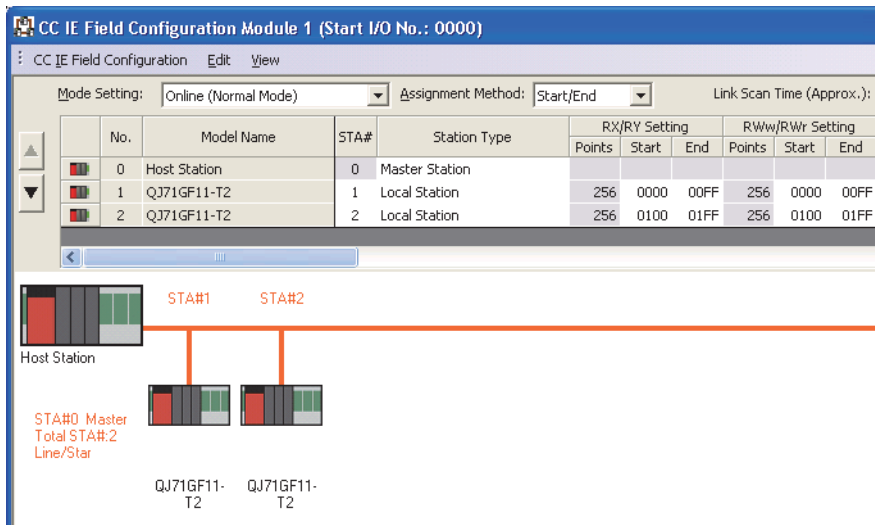 CC IE Field Configuration Module 1 (Start I/O No.: 0000)
CC IE Field Configuration Edit View
Mode Setting: Online (Normal Mode) Assignment Method: Start/End Link Scan Time (Approx.):
No. Model Name STA# Station Type RX/RY Setting RWw/RWr Setting
Points Start End Points Start End
0 Host Station 0 Master Station
1 QJ71GF11-T2 1 Local Station 256 0000 00FF 256 0000 00FF
2 QJ71GF11-T2 2 Local Station 256 0100 01FF 256 0100 01FF
STA#1 STA#2
Host Station
STA#0 Master
Total STA#:2
Line/Star
QJ71GF11-
T2
QJ71GF11-
T2